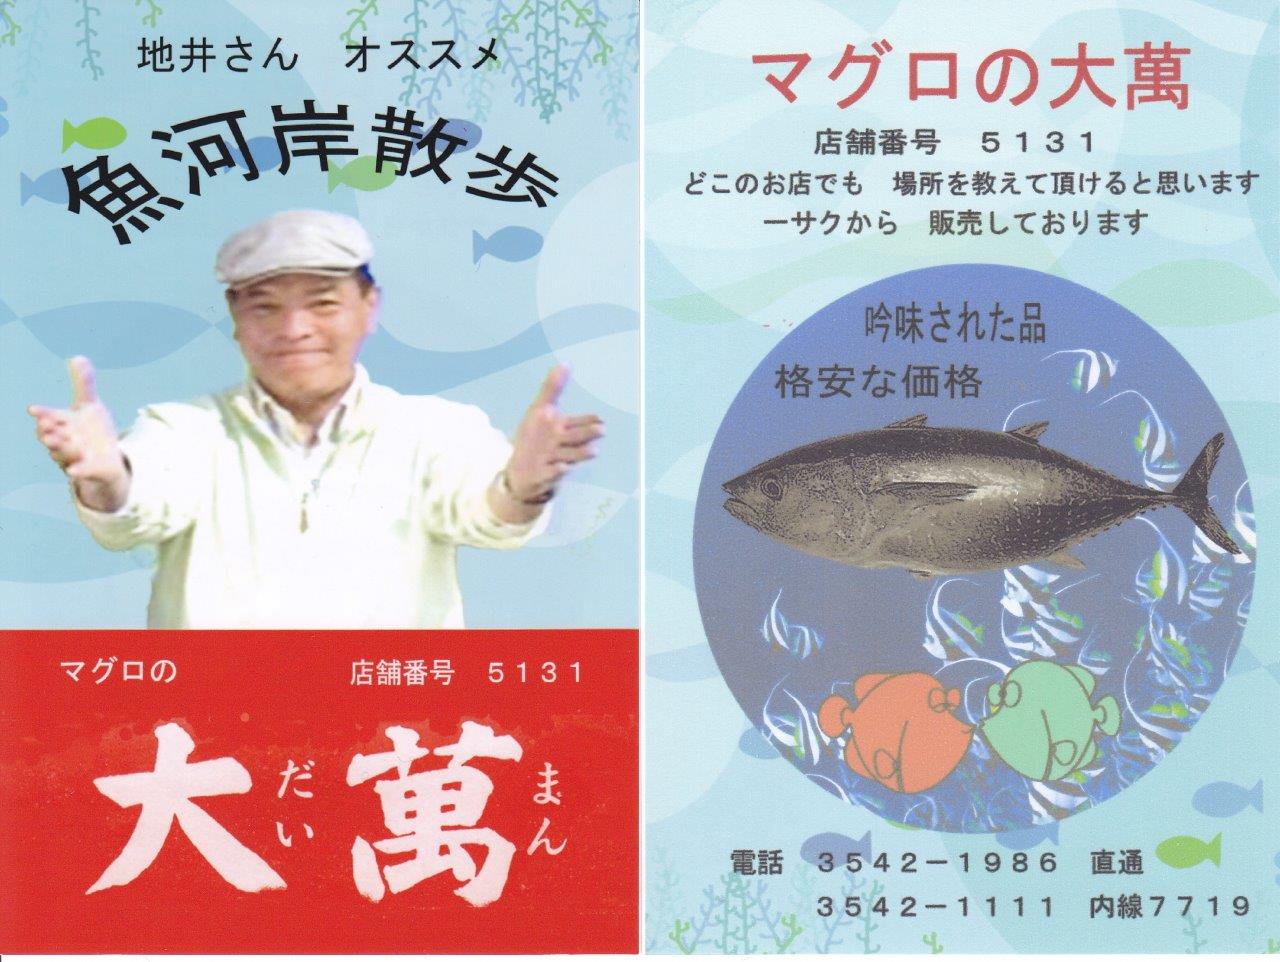 地井さん　オススメ
魚河岸散歩
マグロの　店舗番号　５１３１
大萬
だいまん
マグロの大萬
店舗番号　５１３１
どこのお店でも　場所を教えて頂けると思います
一サクから　販売しております
吟味された品
格安な価格
電話　３５４２－１９８６　直通
３５４２－１１１１　内線７７１９